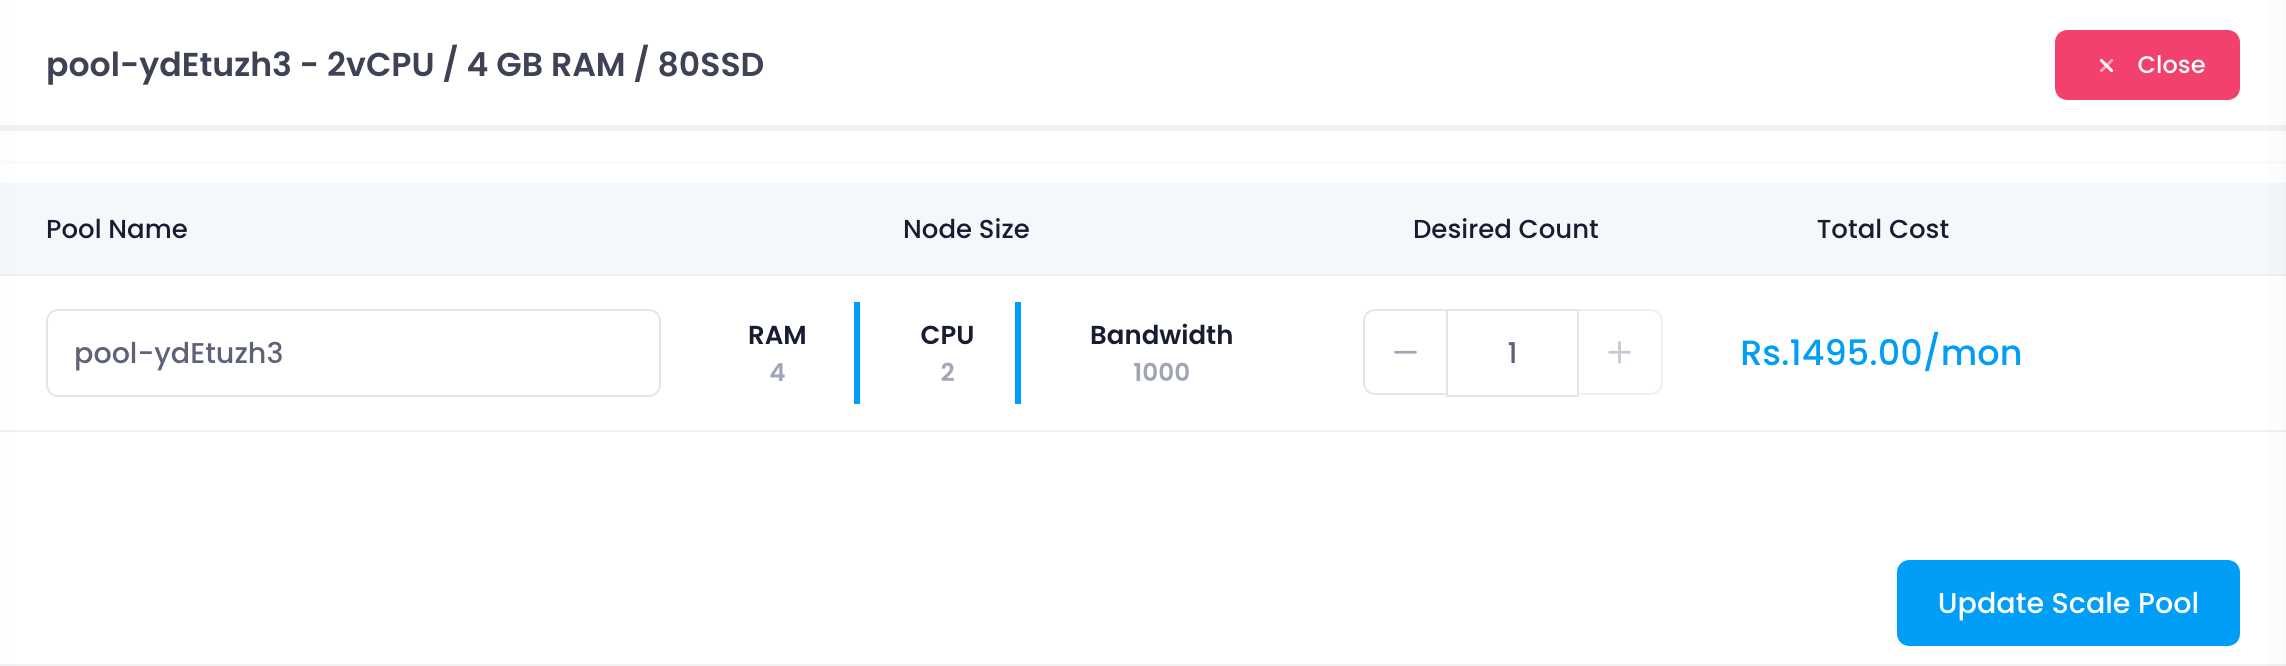 pool-ydEtuzh3 - 2vCPU / 4 GB RAM / 80SSD
× Close
Pool Name Node Size Desired Count Total Cost
pool-ydEtuzh3
RAM CPU Bandwidth
4 2 1000
— 1 +
Rs.1495.00/mon
Update Scale Pool